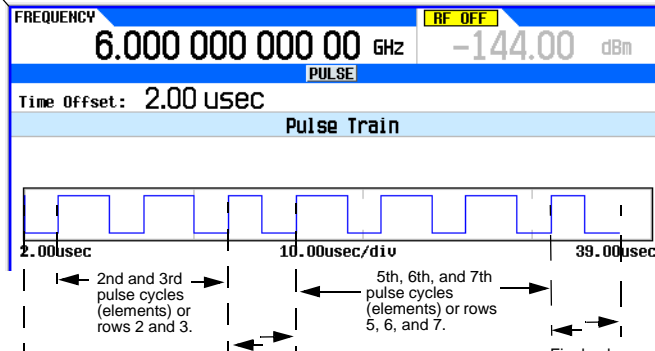 FREQUENCY
RF OFF
6.000 000 000 00 GHz
-144.00 dBm
PULSE
Time Offset: 2.00 usec
Pulse Train
2.00usec
10.00usec/div
39.00usec
2nd and 3rd
pulse cycles
(elements) or
rows 2 and 3.
5th, 6th, and 7th
pulse cycles
(elements) or rows
5, 6, and 7.